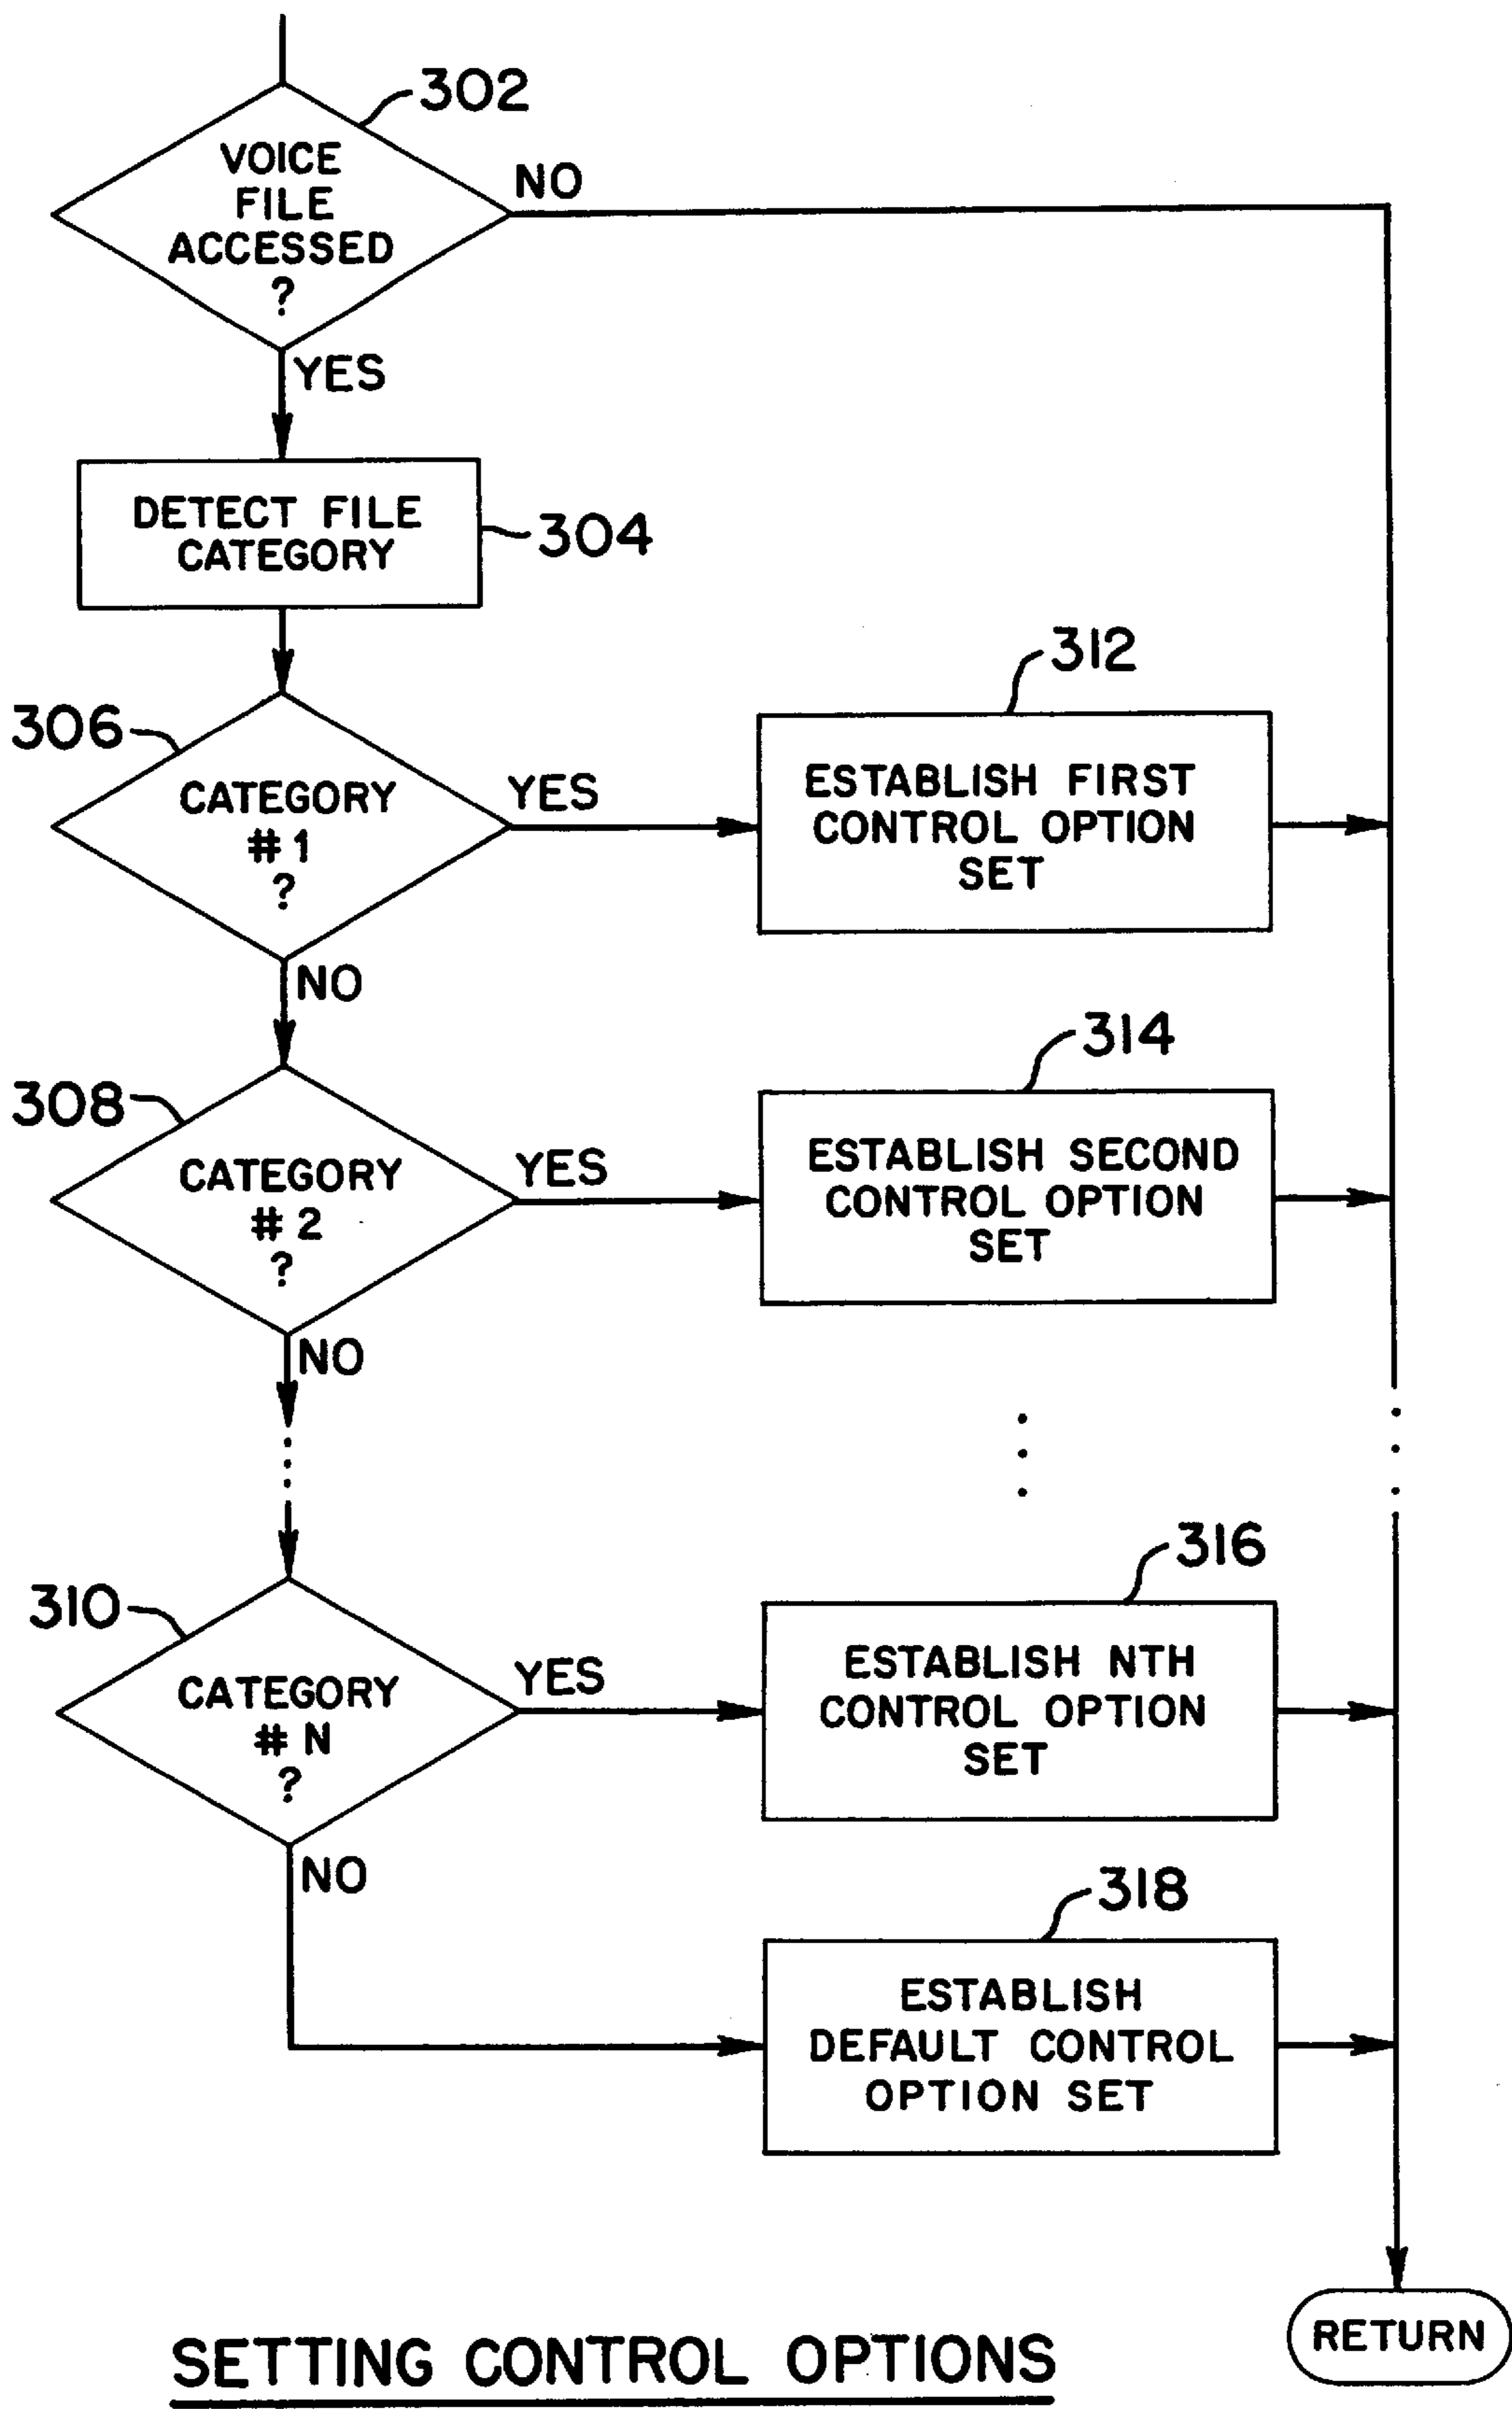 302
VOICE
FILE
ACCESSED
?
NO
YES
DETECT FILE
CATEGORY
304
306
CATEGORY
# 1
?
YES
312
ESTABLISH FIRST
CONTROL OPTION
SET
NO
308
CATEGORY
# 2
?
YES
314
ESTABLISH SECOND
CONTROL OPTION
SET
NO
310
CATEGORY
# N
?
YES
316
ESTABLISH NTH
CONTROL OPTION
SET
NO
318
ESTABLISH
DEFAULT CONTROL
OPTION SET
RETURN
SETTING CONTROL OPTIONS